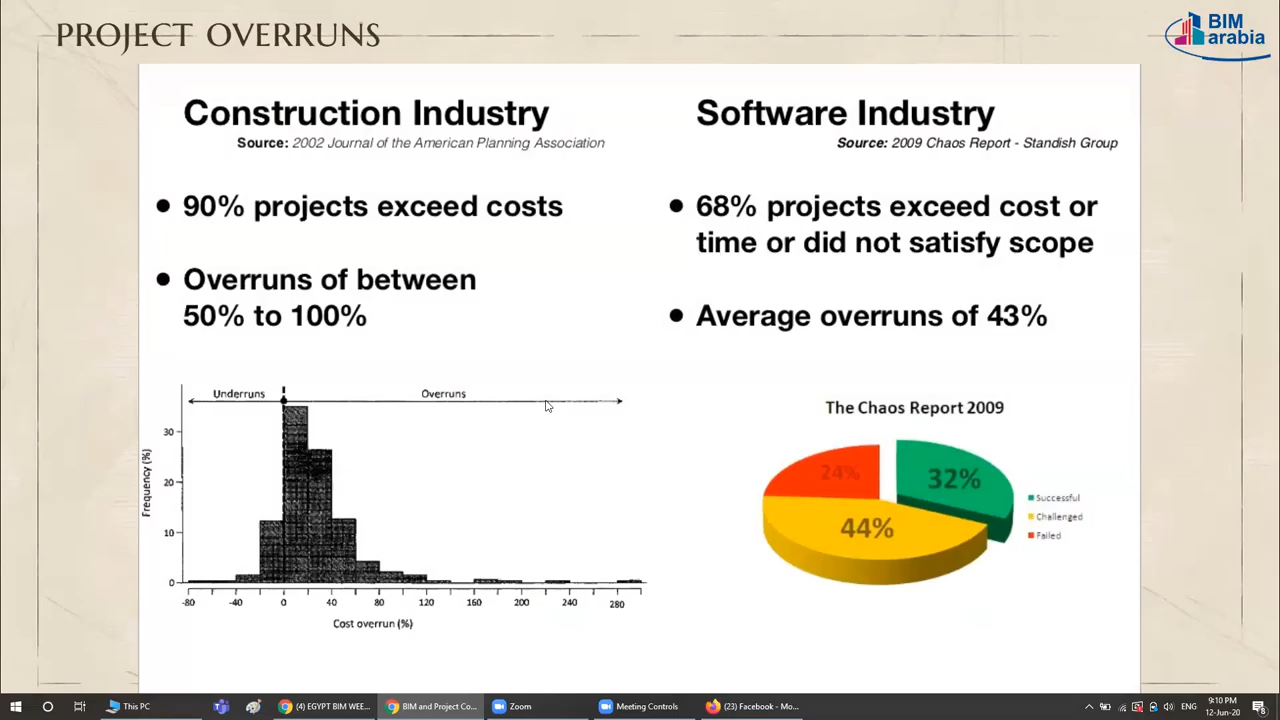 PROJECT OVERRUNS
BIM
arabia
Construction Industry
Source: 2002 Journal of the American Planning Association
• 90% projects exceed costs
• Overruns of between
50% to 100%
Underruns
Overruns
Frequency (%)
30
20
10
0
-80 -40 0 40 80 120 160 200 240 280
Cost overrun (%)
Software Industry
Source: 2009 Chaos Report - Standish Group
• 68% projects exceed cost or
time or did not satisfy scope
• Average overruns of 43%
The Chaos Report 2009
24%
32%
44%
Successful
Challenged
Failed
This PC
(4) EGYPT BIM WEE...
BIM and Project Co...
Zoom
Meeting Controls
(23) Facebook - Mo...
ENG
9:10 PM
12-Jun-20